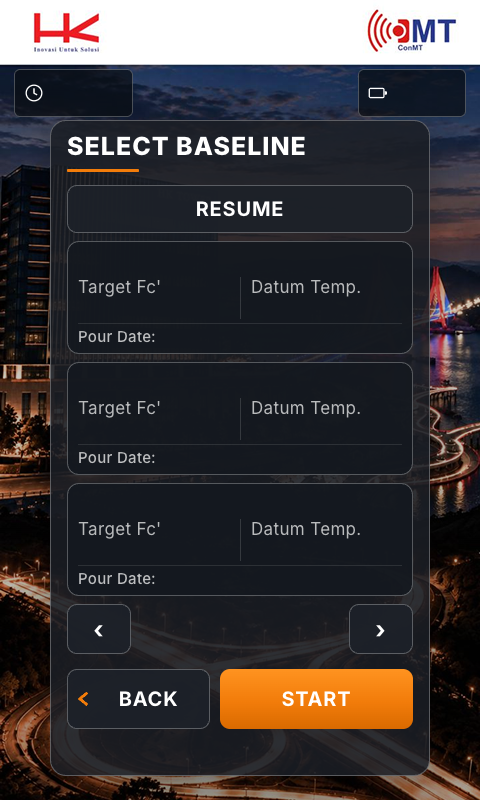 HK
Inovasi Untuk Solusi
MT
ConMT
SELECT BASELINE
RESUME
Target Fc' Datum Temp.
Pour Date:
Target Fc' Datum Temp.
Pour Date:
Target Fc' Datum Temp.
Pour Date:
‹ ›
BACK START